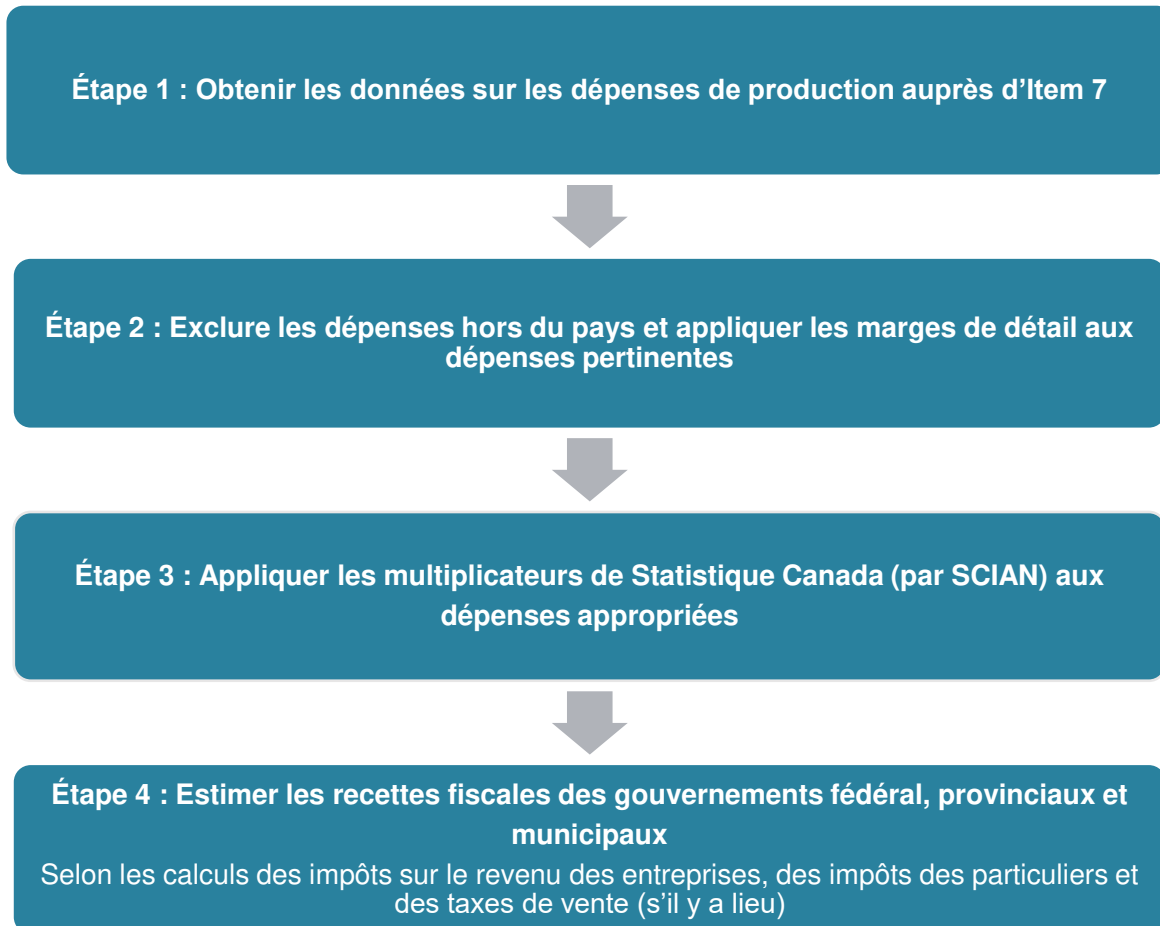 Étape 1 : Obtenir les données sur les dépenses de production auprès d’Item 7
Étape 2 : Exclure les dépenses hors du pays et appliquer les marges de détail aux
dépenses pertinentes
Étape 3 : Appliquer les multiplicateurs de Statistique Canada (par SCIAN) aux
dépenses appropriées
Étape 4 : Estimer les recettes fiscales des gouvernements fédéral, provinciaux et
municipaux
Selon les calculs des impôts sur le revenu des entreprises, des impôts des particuliers et
des taxes de vente (s’il y a lieu)